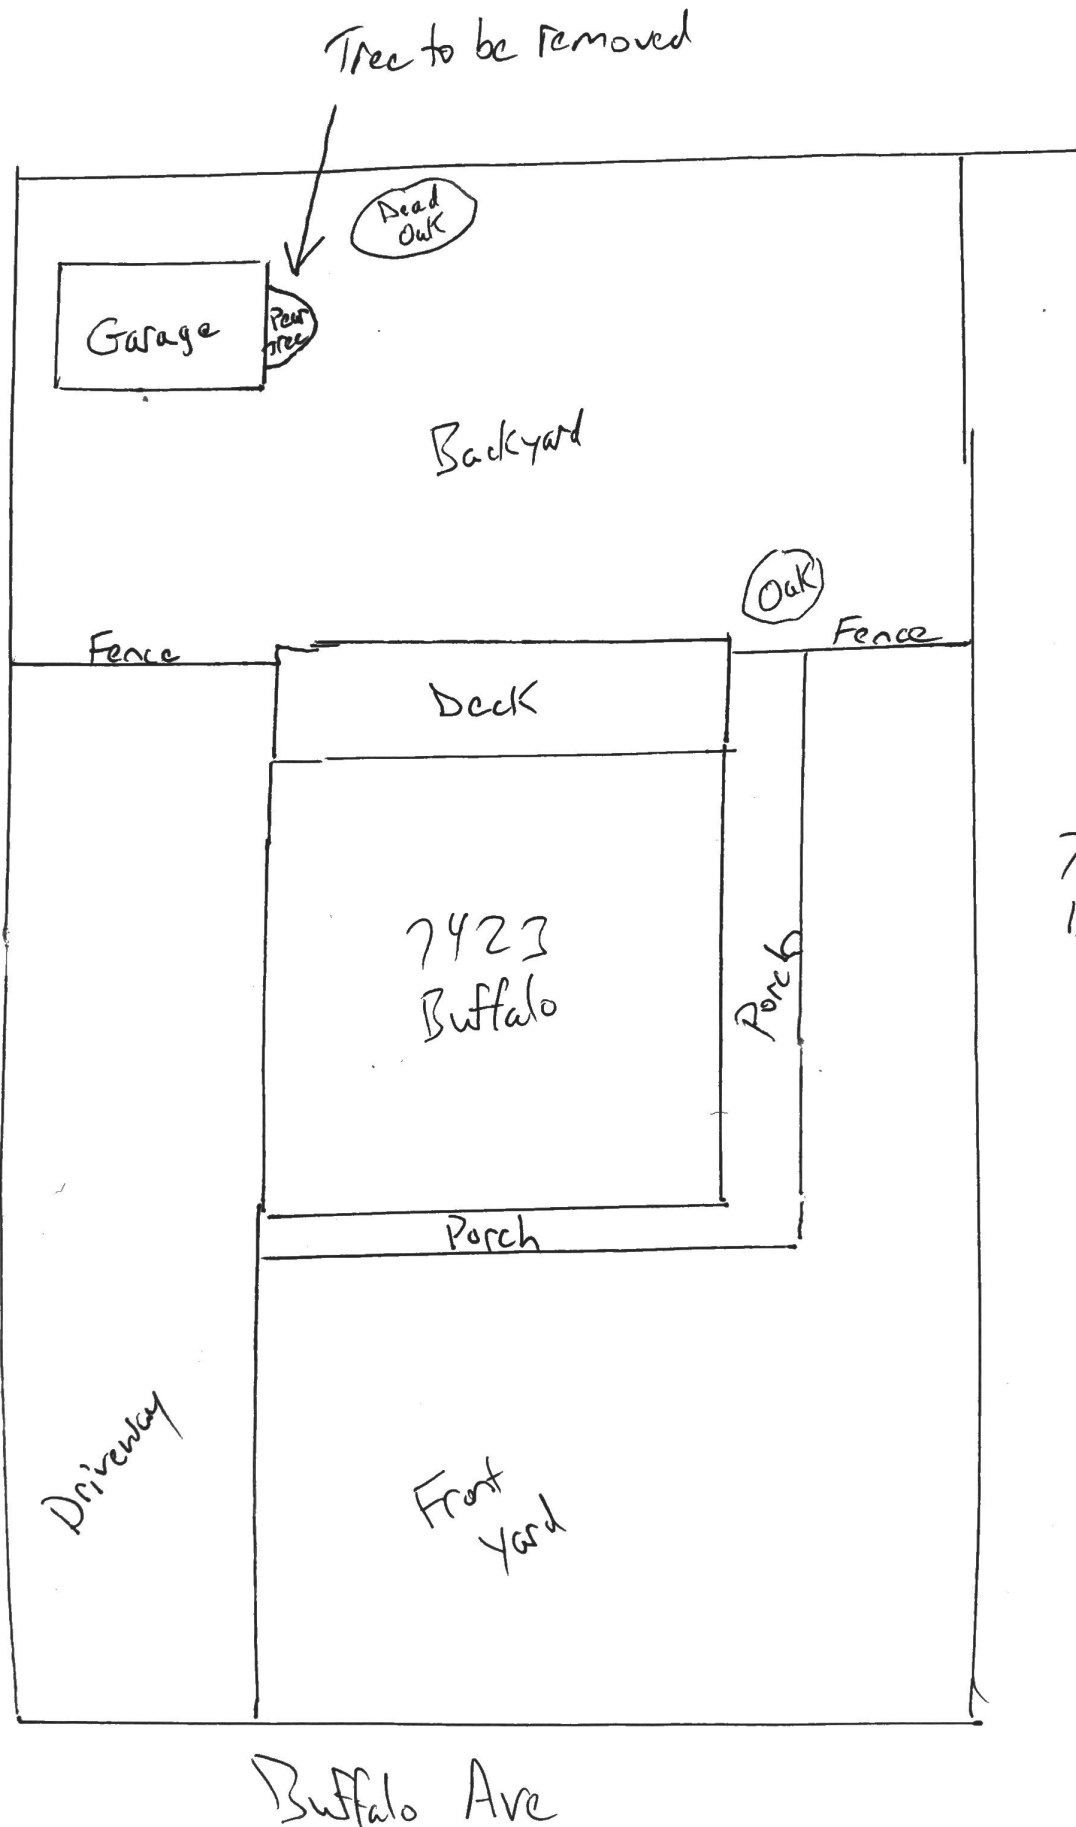 Tree to be removed
Dead
Oak
Garage
Pear
Tree
Backyard
Oak
Fence
Fence
Deck
7423
Buffalo
Porch
Porch
Driveway
Front
yard
Buffalo Ave